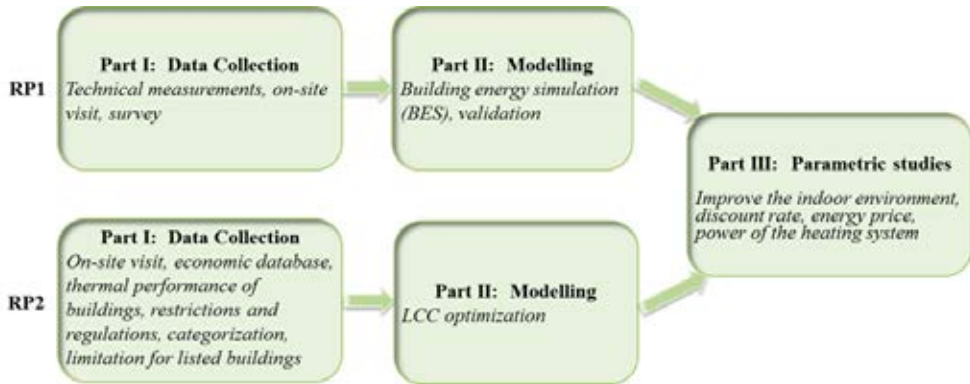 RP1
Part I: Data Collection
Technical measurements, on-site
visit, survey
Part II: Modelling
Building energy simulation
(BES), validation
Part III: Parametric studies
Improve the indoor environment,
discount rate, energy price,
power of the heating system
RP2
Part I: Data Collection
On-site visit, economic database,
thermal performance of
buildings, restrictions and
regulations, categorization,
limitation for listed buildings
Part II: Modelling
LCC optimization